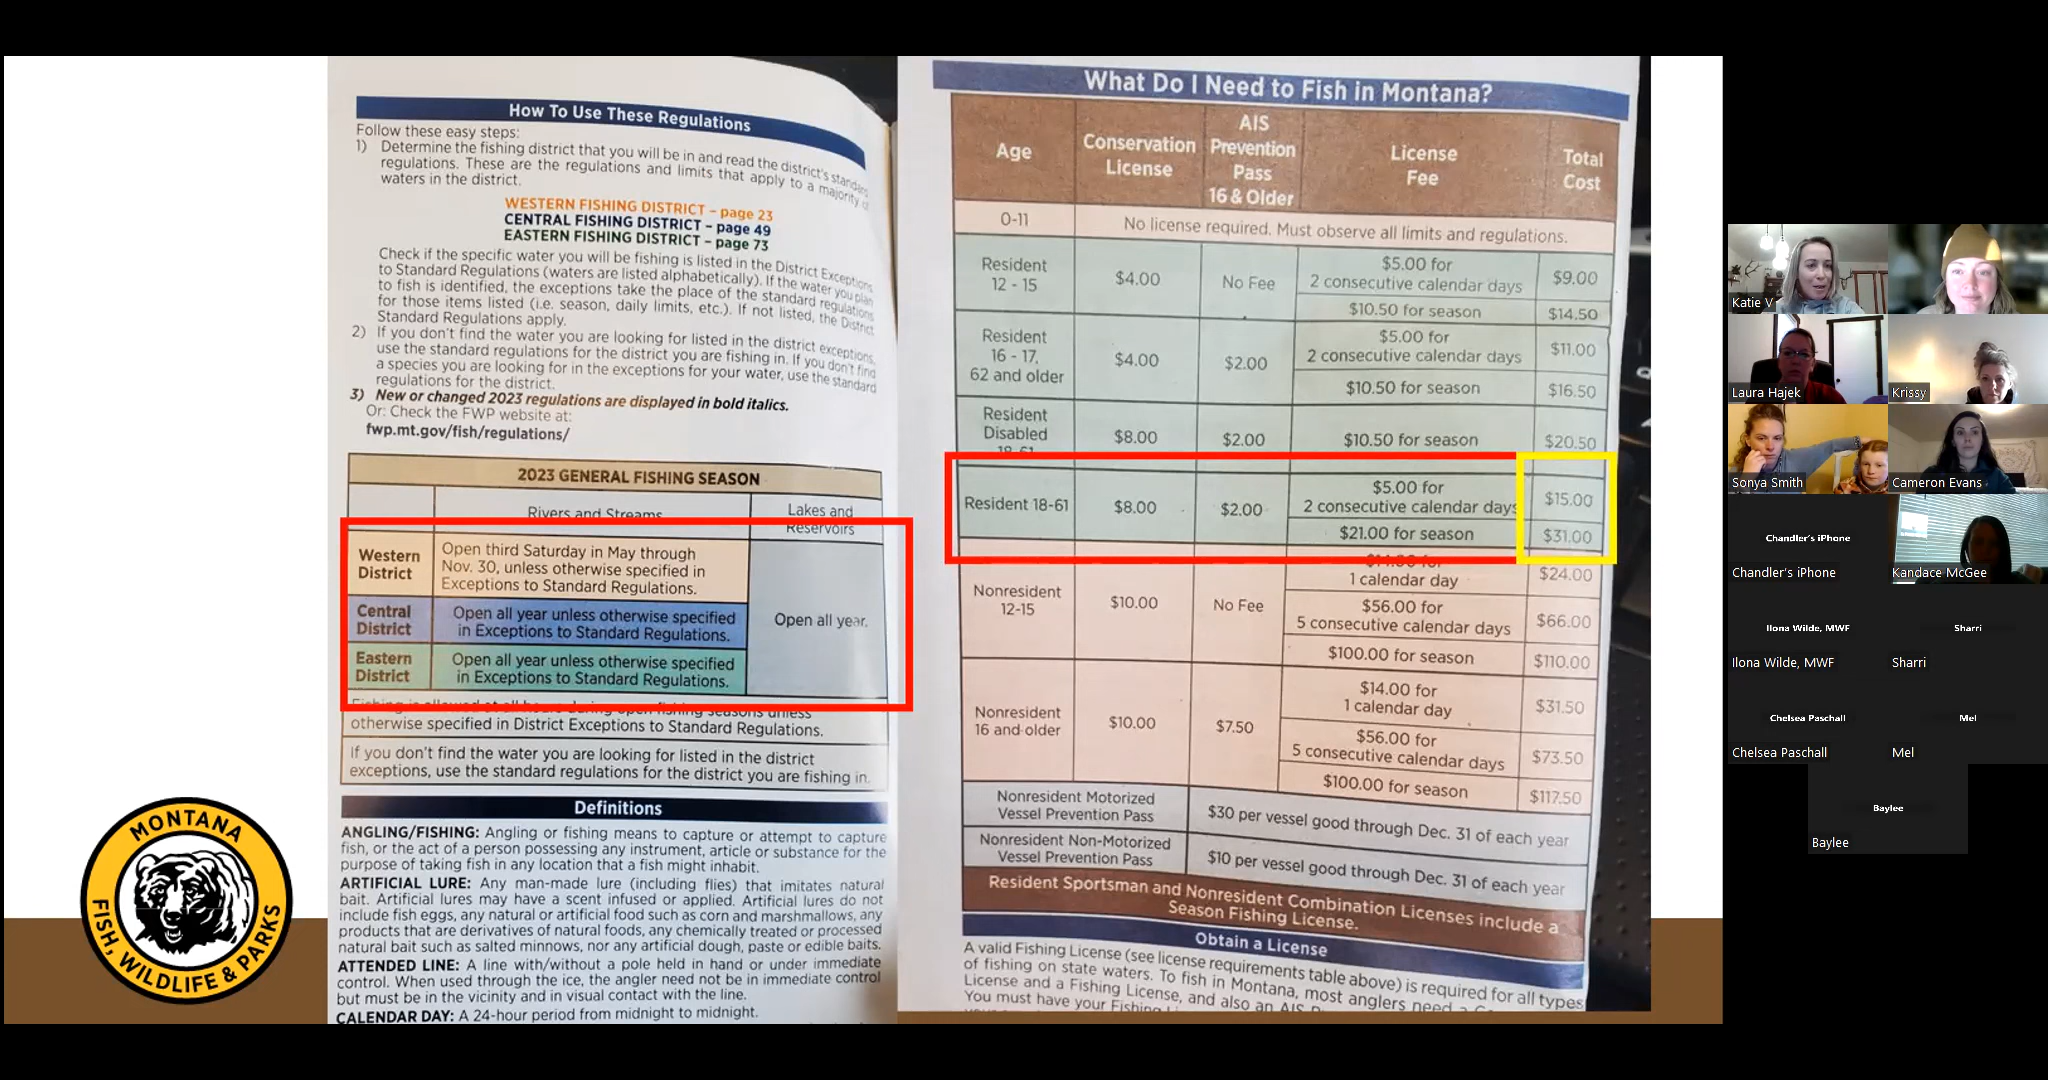 How To Use These Regulations
Follow these easy steps:
1) Determine the fishing district that you will be in and read the district's standard
regulations. These are the regulations and limits that apply to a majority of
waters in the district.
WESTERN FISHING DISTRICT – page 23
CENTRAL FISHING DISTRICT – page 49
EASTERN FISHING DISTRICT – page 73
Check if the specific water you will be fishing is listed in the District Exceptions
to Standard Regulations (waters are listed alphabetically). If the water you plan
to fish is identified, the exceptions take the place of the standard regulations
for those items listed (i.e. season, daily limits, etc.). If not listed, the District
Standard Regulations apply.
2) If you don't find the water you are looking for listed in the district exceptions,
use the standard regulations for the district you are fishing in. If you don't find
a species you are looking for in the exceptions for your water, use the standard
regulations for the district.
3) New or changed 2023 regulations are displayed in bold italics.
Or: Check the FWP website at:
fwp.mt.gov/fish/regulations/
2023 GENERAL FISHING SEASON
Rivers and Streams
Lakes and
Reservoirs
Western
District
Open third Saturday in May through
Nov. 30, unless otherwise specified in
Exceptions to Standard Regulations.
Central
District
Open all year unless otherwise specified
in Exceptions to Standard Regulations.
Eastern
District
Open all year unless otherwise specified
in Exceptions to Standard Regulations.
Open all year.
Fishing is allowed at all hours during open fishing seasons unless
otherwise specified in District Exceptions to Standard Regulations.
If you don't find the water you are looking for listed in the district
exceptions, use the standard regulations for the district you are fishing in.
Definitions
ANGLING/FISHING: Angling or fishing means to capture or attempt to capture
fish, or the act of a person possessing any instrument, article or substance for the
purpose of taking fish in any location that a fish might inhabit.
ARTIFICIAL LURE: Any man-made lure (including flies) that imitates natural
bait. Artificial lures may have a scent infused or applied. Artificial lures do not
include fish eggs, any natural or artificial food such as corn and marshmallows, any
products that are derivatives of natural foods, any chemically treated or processed
natural bait such as salted minnows, nor any artificial dough, paste or edible baits.
ATTENDED LINE: A line with/without a pole held in hand or under immediate
control. When used through the ice, the angler need not be in immediate control
but must be in the vicinity and in visual contact with the line.
CALENDAR DAY: A 24-hour period from midnight to midnight.
What Do I Need to Fish in Montana?
Age
Conservation
License
AIS
Prevention
Pass
16 & Older
License
Fee
Total
Cost
0-11
No license required. Must observe all limits and regulations.
Resident
12 - 15
$4.00
No Fee
$5.00 for
2 consecutive calendar days
$9.00
$10.50 for season
$14.50
Resident
16 - 17,
62 and older
$4.00
$2.00
$5.00 for
2 consecutive calendar days
$11.00
$10.50 for season
$16.50
Resident
Disabled
18-61
$8.00
$2.00
$10.50 for season
$20.50
Resident 18-61
$8.00
$2.00
$5.00 for
2 consecutive calendar days
$15.00
$21.00 for season
$31.00
Nonresident
12-15
$10.00
No Fee
$14.00 for
1 calendar day
$24.00
$56.00 for
5 consecutive calendar days
$66.00
$100.00 for season
$110.00
Nonresident
16 and older
$10.00
$7.50
$14.00 for
1 calendar day
$31.50
$56.00 for
5 consecutive calendar days
$73.50
$100.00 for season
$117.50
Nonresident Motorized
Vessel Prevention Pass
$30 per vessel good through Dec. 31 of each year
Nonresident Non-Motorized
Vessel Prevention Pass
$10 per vessel good through Dec. 31 of each year
Resident Sportsman and Nonresident Combination Licenses include a
Season Fishing License.
Obtain a License
A valid Fishing License (see license requirements table above) is required for all types
of fishing on state waters. To fish in Montana, most anglers need a
License and a Fishing License, and also an AIS
You must have your Fishing
MONTANA
FISH, WILDLIFE & PARKS
Katie V
Laura Hajek
Krissy
Sonya Smith
Cameron Evans
Chandler's iPhone
Chandler's iPhone
Kandace McGee
Ilona Wilde, MWF
Ilona Wilde, MWF
Sharri
Sharri
Chelsea Paschall
Chelsea Paschall
Mel
Mel
Baylee
Baylee